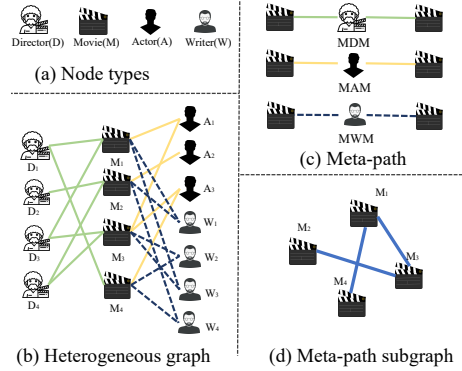 Director(D) Movie(M) Actor(A) Writer(W)
(a) Node types
MDM
MAM
MWM
(c) Meta-path
D₁
D₂
D₃
D₄
M₁
M₂
M₃
M₄
A₁
A₂
A₃
W₁
W₂
W₃
W₄
(b) Heterogeneous graph
M₁
M₂
M₃
M₄
(d) Meta-path subgraph